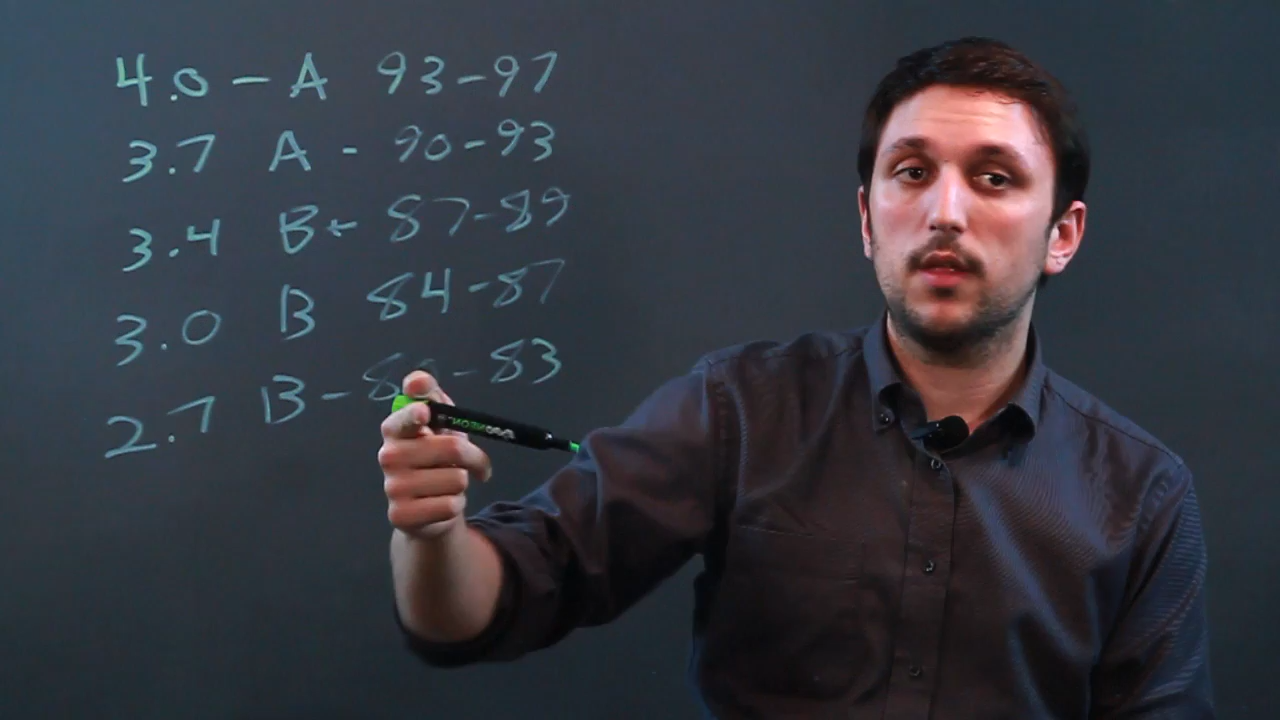 4.0 - A 93-97
3.7 A - 90-93
3.4 B+ 87-89
3.0 B 84-87
2.7 B - 80-83